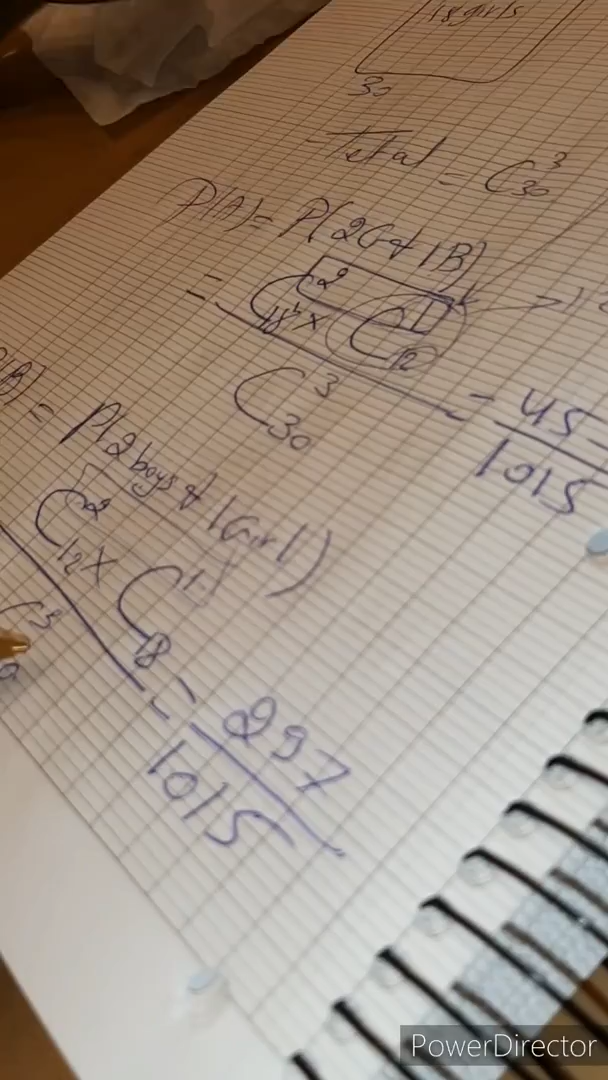 18 girls
30
Total = C³₃₀
P(A) = P(2G & 1B)
= C²₁₈ × C¹₁₂
C³₃₀
= 45
1015
B) = P(2 boys & 1 Girl)
C²₁₂ × C¹₈
= 297
1015
PowerDirector